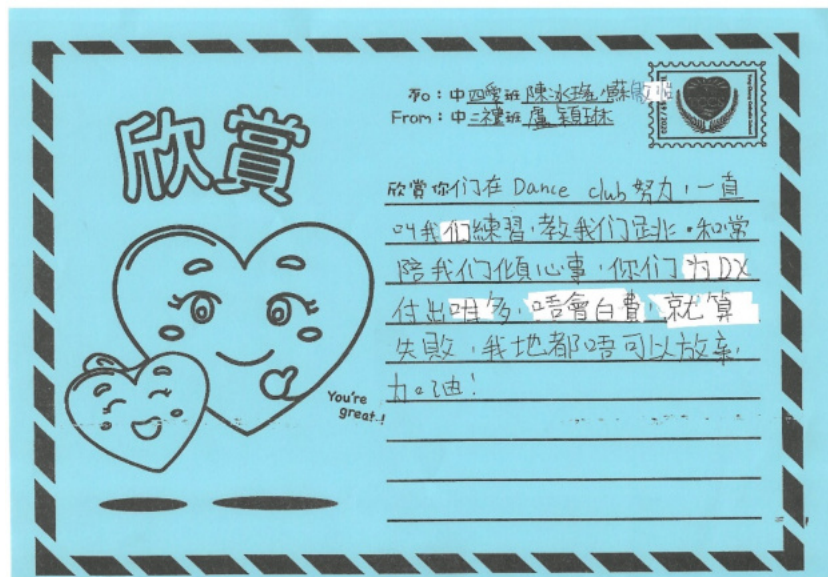 欣賞
To：中四愛班 陳冰璇，蘇敏
From：中二禮班 盧穎琳
欣賞你们在 Dance club 努力，一直
叫我们練習，教我们跳。和常
陪我们傾心事，你们为DX
付出咁多，唔會白費，就算
失敗，我地都唔可以放棄，
加油！
You're
great..!